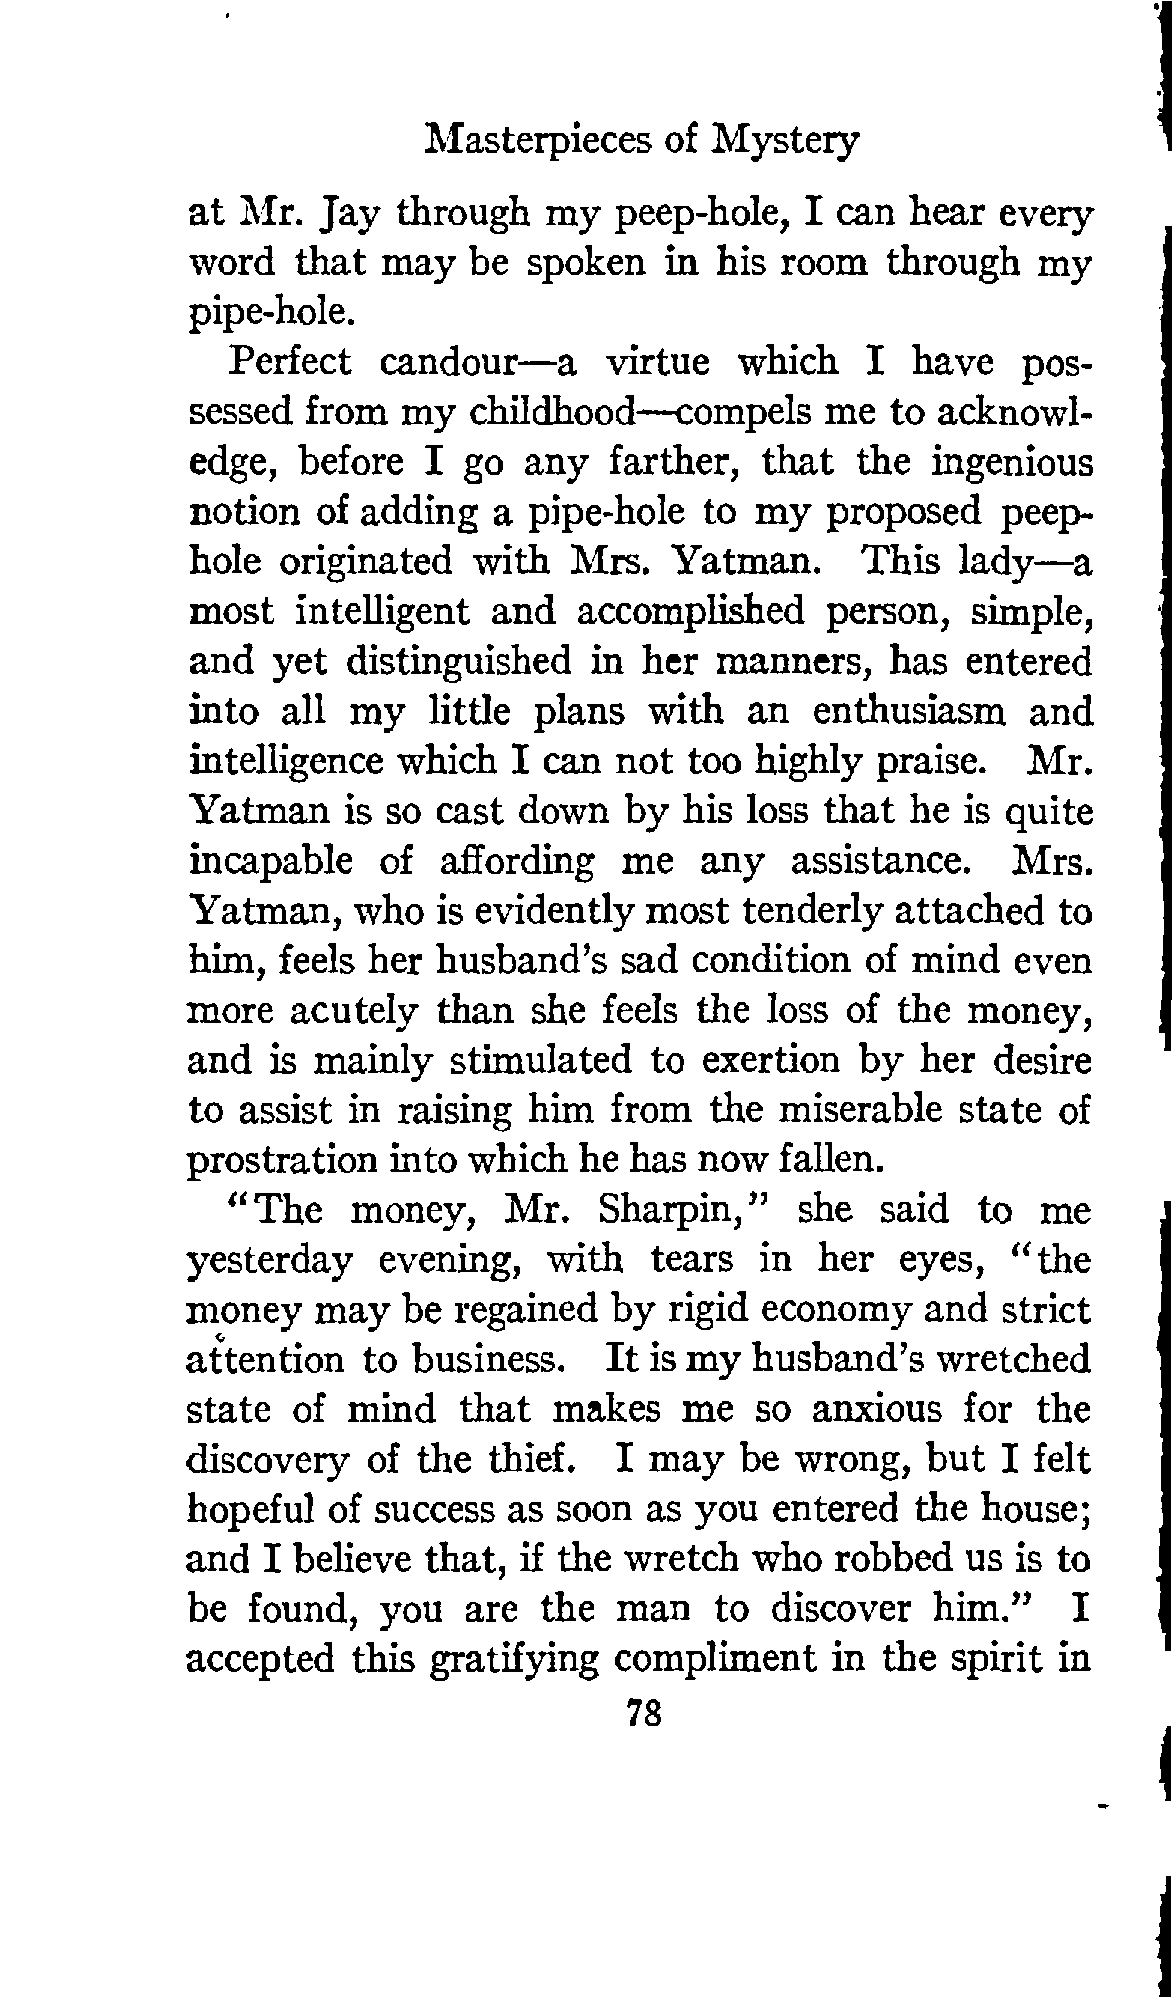 Masterpieces of Mystery
at Mr. Jay through my peep-hole, I can hear every
word that may be spoken in his room through my
pipe-hole.
Perfect candour—a virtue which I have pos-
sessed from my childhood—compels me to acknowl-
edge, before I go any farther, that the ingenious
notion of adding a pipe-hole to my proposed peep-
hole originated with Mrs. Yatman. This lady—a
most intelligent and accomplished person, simple,
and yet distinguished in her manners, has entered
into all my little plans with an enthusiasm and
intelligence which I can not too highly praise. Mr.
Yatman is so cast down by his loss that he is quite
incapable of affording me any assistance. Mrs.
Yatman, who is evidently most tenderly attached to
him, feels her husband's sad condition of mind even
more acutely than she feels the loss of the money,
and is mainly stimulated to exertion by her desire
to assist in raising him from the miserable state of
prostration into which he has now fallen.
"The money, Mr. Sharpin," she said to me
yesterday evening, with tears in her eyes, "the
money may be regained by rigid economy and strict
attention to business. It is my husband's wretched
state of mind that makes me so anxious for the
discovery of the thief. I may be wrong, but I felt
hopeful of success as soon as you entered the house;
and I believe that, if the wretch who robbed us is to
be found, you are the man to discover him." I
accepted this gratifying compliment in the spirit in
78